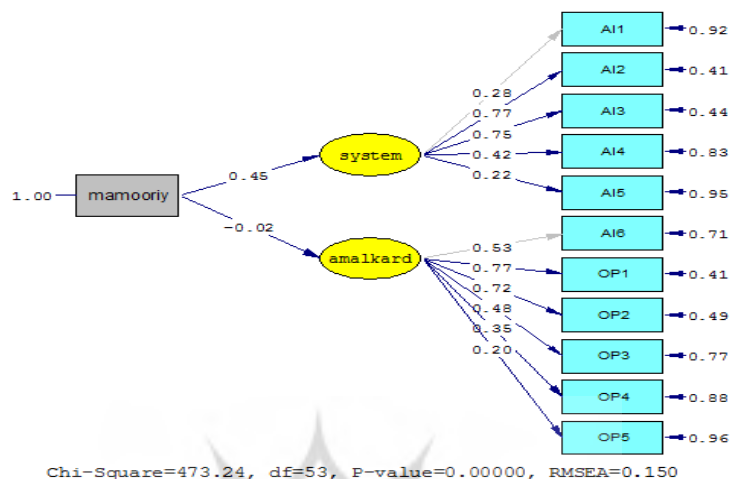 AI1 0.92
0.28
AI2 0.41
0.77
AI3 0.44
0.75
system
AI4 0.83
0.42
0.45
0.22
AI5 0.95
1.00 mamooriy
AI6 0.71
-0.02
0.53
amalkard
0.77
OP1 0.41
0.72
OP2 0.49
0.48
0.35
OP3 0.77
0.20
OP4 0.88
OP5 0.96
Chi-Square=473.24, df=53, P-value=0.00000, RMSEA=0.150